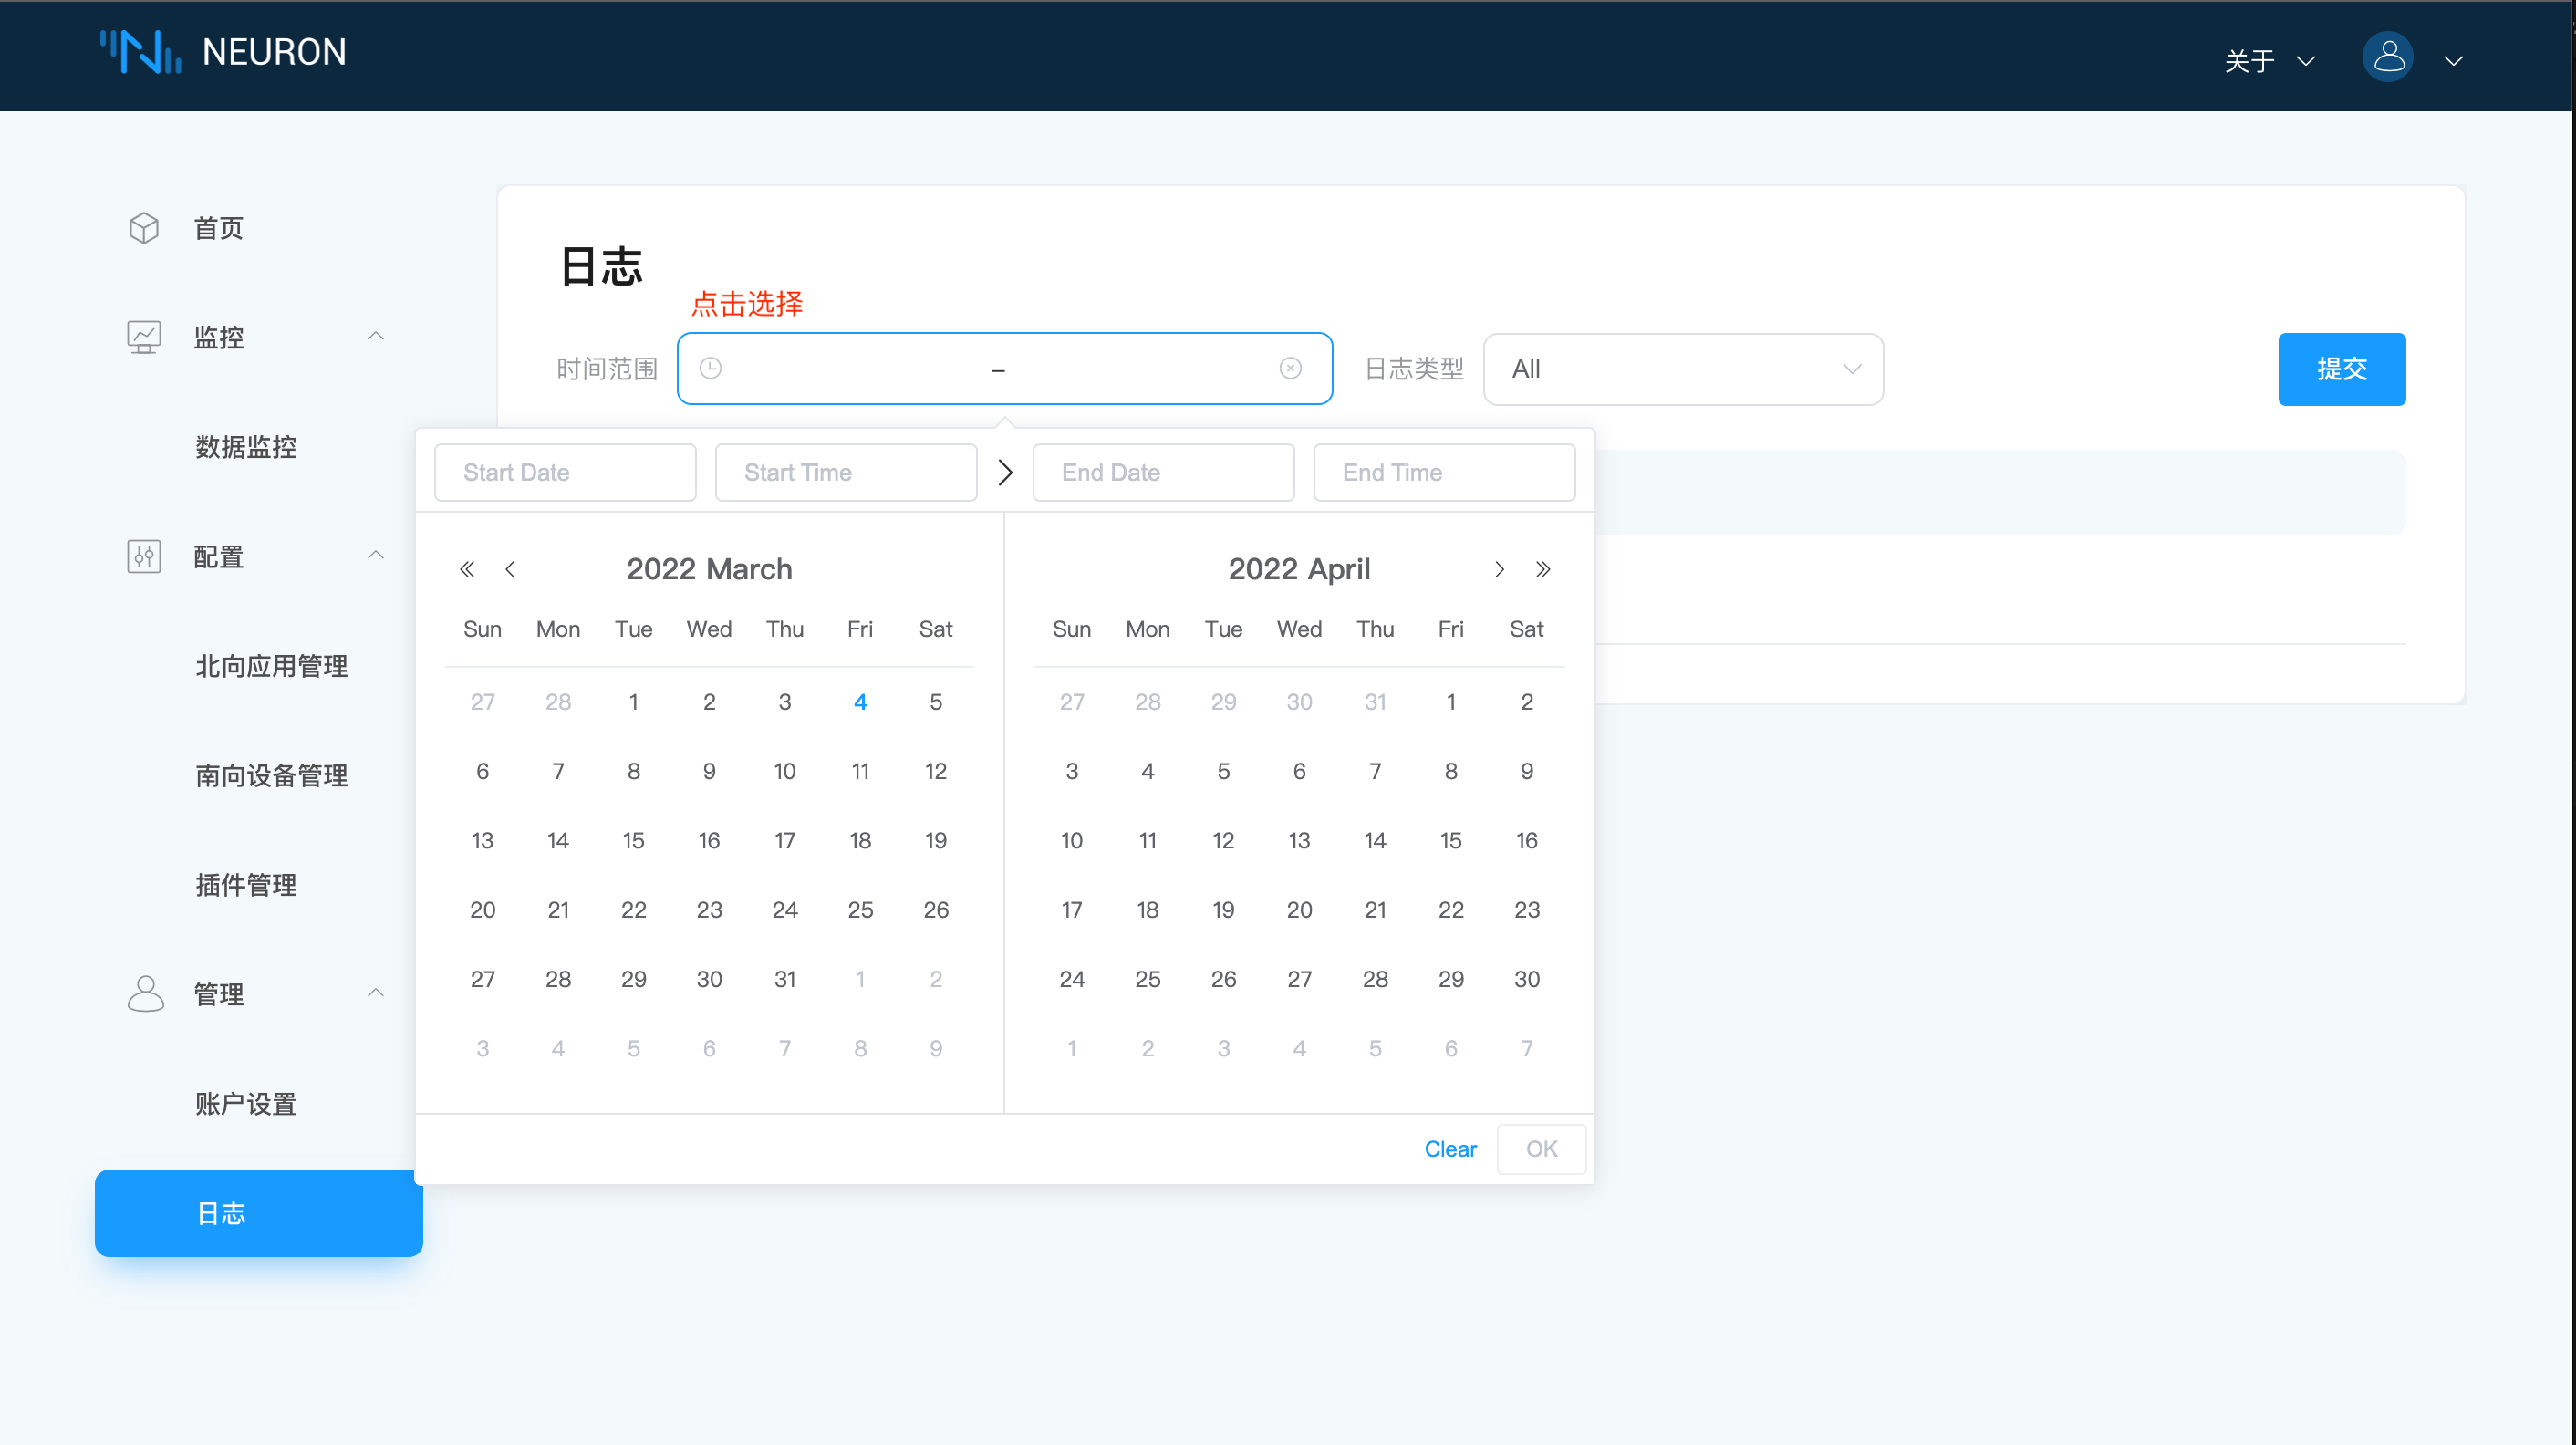 NEURON
关于
首页
监控
数据监控
配置
北向应用管理
南向设备管理
插件管理
管理
账户设置
日志
日志
点击选择
时间范围 – 日志类型 All 提交
Start Date Start Time End Date End Time
2022 March
Sun Mon Tue Wed Thu Fri Sat
27 28 1 2 3 4 5
6 7 8 9 10 11 12
13 14 15 16 17 18 19
20 21 22 23 24 25 26
27 28 29 30 31 1 2
3 4 5 6 7 8 9
2022 April
Sun Mon Tue Wed Thu Fri Sat
27 28 29 30 31 1 2
3 4 5 6 7 8 9
10 11 12 13 14 15 16
17 18 19 20 21 22 23
24 25 26 27 28 29 30
1 2 3 4 5 6 7
Clear OK